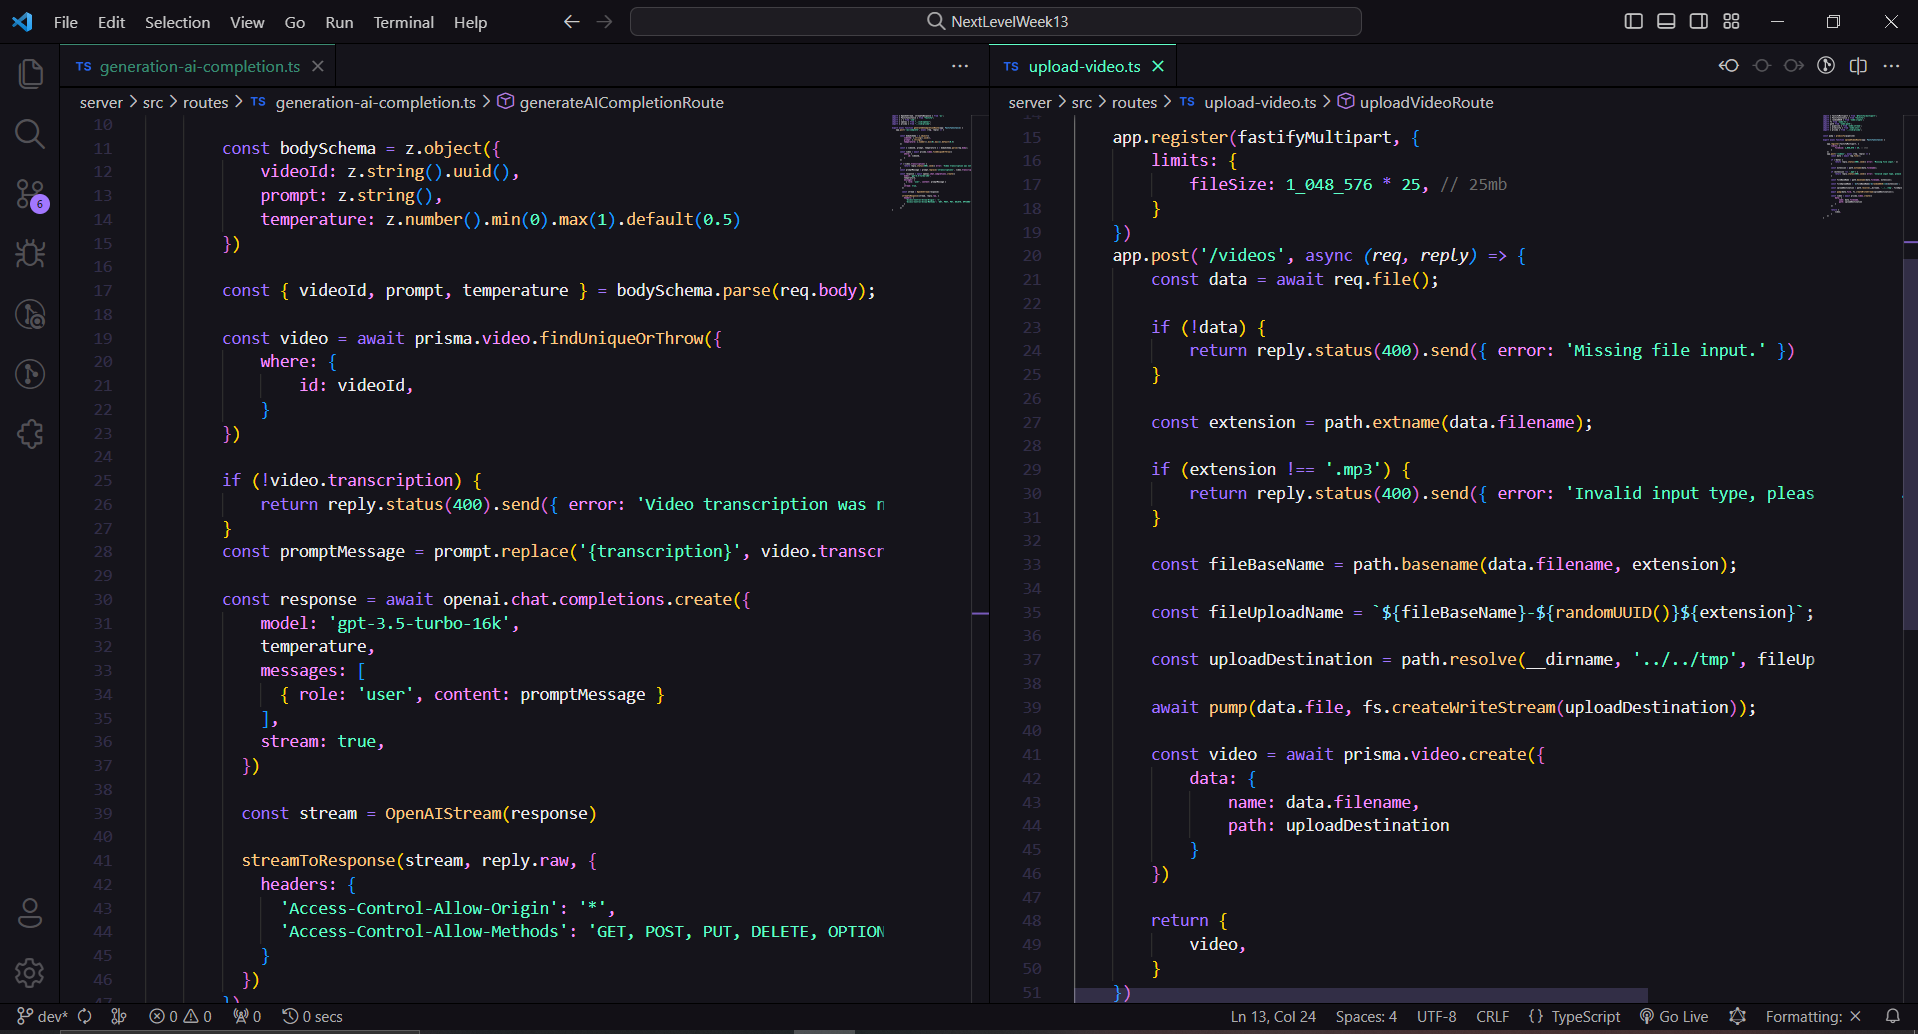 File Edit Selection View Go Run Terminal Help
NextLevelWeek13
TS generation-ai-completion.ts
server > src > routes > TS generation-ai-completion.ts > generateAICompletionRoute
10
11 const bodySchema = z.object({
12 videoId: z.string().uuid(),
13 prompt: z.string(),
14 temperature: z.number().min(0).max(1).default(0.5)
15 })
16
17 const { videoId, prompt, temperature } = bodySchema.parse(req.body);
18
19 const video = await prisma.video.findUniqueOrThrow({
20 where: {
21 id: videoId,
22 }
23 })
24
25 if (!video.transcription) {
26 return reply.status(400).send({ error: 'Video transcription was n
27 }
28 const promptMessage = prompt.replace('{transcription}', video.transcr
29
30 const response = await openai.chat.completions.create({
31 model: 'gpt-3.5-turbo-16k',
32 temperature,
33 messages: [
34 { role: 'user', content: promptMessage }
35 ],
36 stream: true,
37 })
38
39 const stream = OpenAIStream(response)
40
41 streamToResponse(stream, reply.raw, {
42 headers: {
43 'Access-Control-Allow-Origin': '*',
44 'Access-Control-Allow-Methods': 'GET, POST, PUT, DELETE, OPTION
45 }
46 })
47 })
TS upload-video.ts
server > src > routes > TS upload-video.ts > uploadVideoRoute
14
15 app.register(fastifyMultipart, {
16 limits: {
17 fileSize: 1_048_576 * 25, // 25mb
18 }
19 })
20 app.post('/videos', async (req, reply) => {
21 const data = await req.file();
22
23 if (!data) {
24 return reply.status(400).send({ error: 'Missing file input.' })
25 }
26
27 const extension = path.extname(data.filename);
28
29 if (extension !== '.mp3') {
30 return reply.status(400).send({ error: 'Invalid input type, pleas
31 }
32
33 const fileBaseName = path.basename(data.filename, extension);
34
35 const fileUploadName = `${fileBaseName}-${randomUUID()}${extension}`;
36
37 const uploadDestination = path.resolve(__dirname, '../../tmp', fileUp
38
39 await pump(data.file, fs.createWriteStream(uploadDestination));
40
41 const video = await prisma.video.create({
42 data: {
43 name: data.filename,
44 path: uploadDestination
45 }
46 })
47
48 return {
49 video,
50 }
51 })
6
dev* 0 0 0 0 secs Ln 13, Col 24 Spaces: 4 UTF-8 CRLF {} TypeScript Go Live Formatting: ×